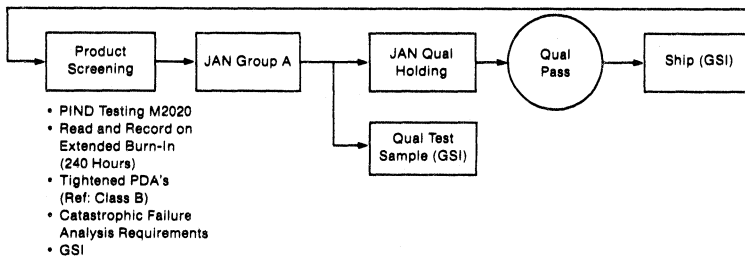 Product
Screening
JAN Group A
JAN Qual
Holding
Qual
Pass
Ship (GSI)
• PIND Testing M2020
• Read and Record on
Extended Burn-In
(240 Hours)
• Tightened PDA's
(Ref: Class B)
• Catastrophic Failure
Analysis Requirements
• GSI
Qual Test
Sample (GSI)